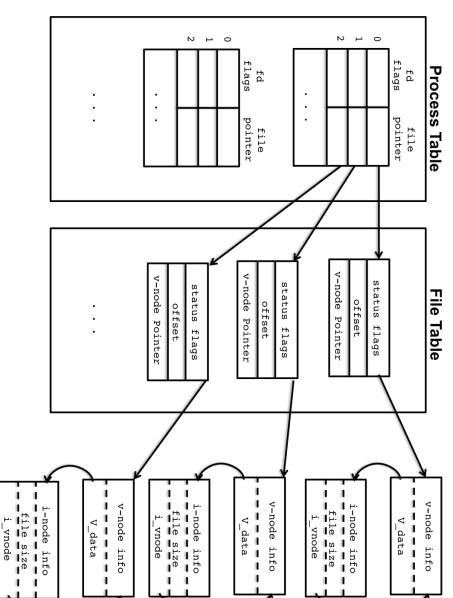 Process Table
fd
flags
file
pointer
0
1
2
. . .
fd
flags
file
pointer
0
1
2
. . .
. . .
File Table
status flags
offset
v-node Pointer
status flags
offset
v-node Pointer
status flags
offset
v-node Pointer
. . .
v-node info
V_data
i-node info
file size
i_vnode
v-node info
V_data
i-node info
file size
i_vnode
v-node info
V_data
i-node info
file size
i_vnode